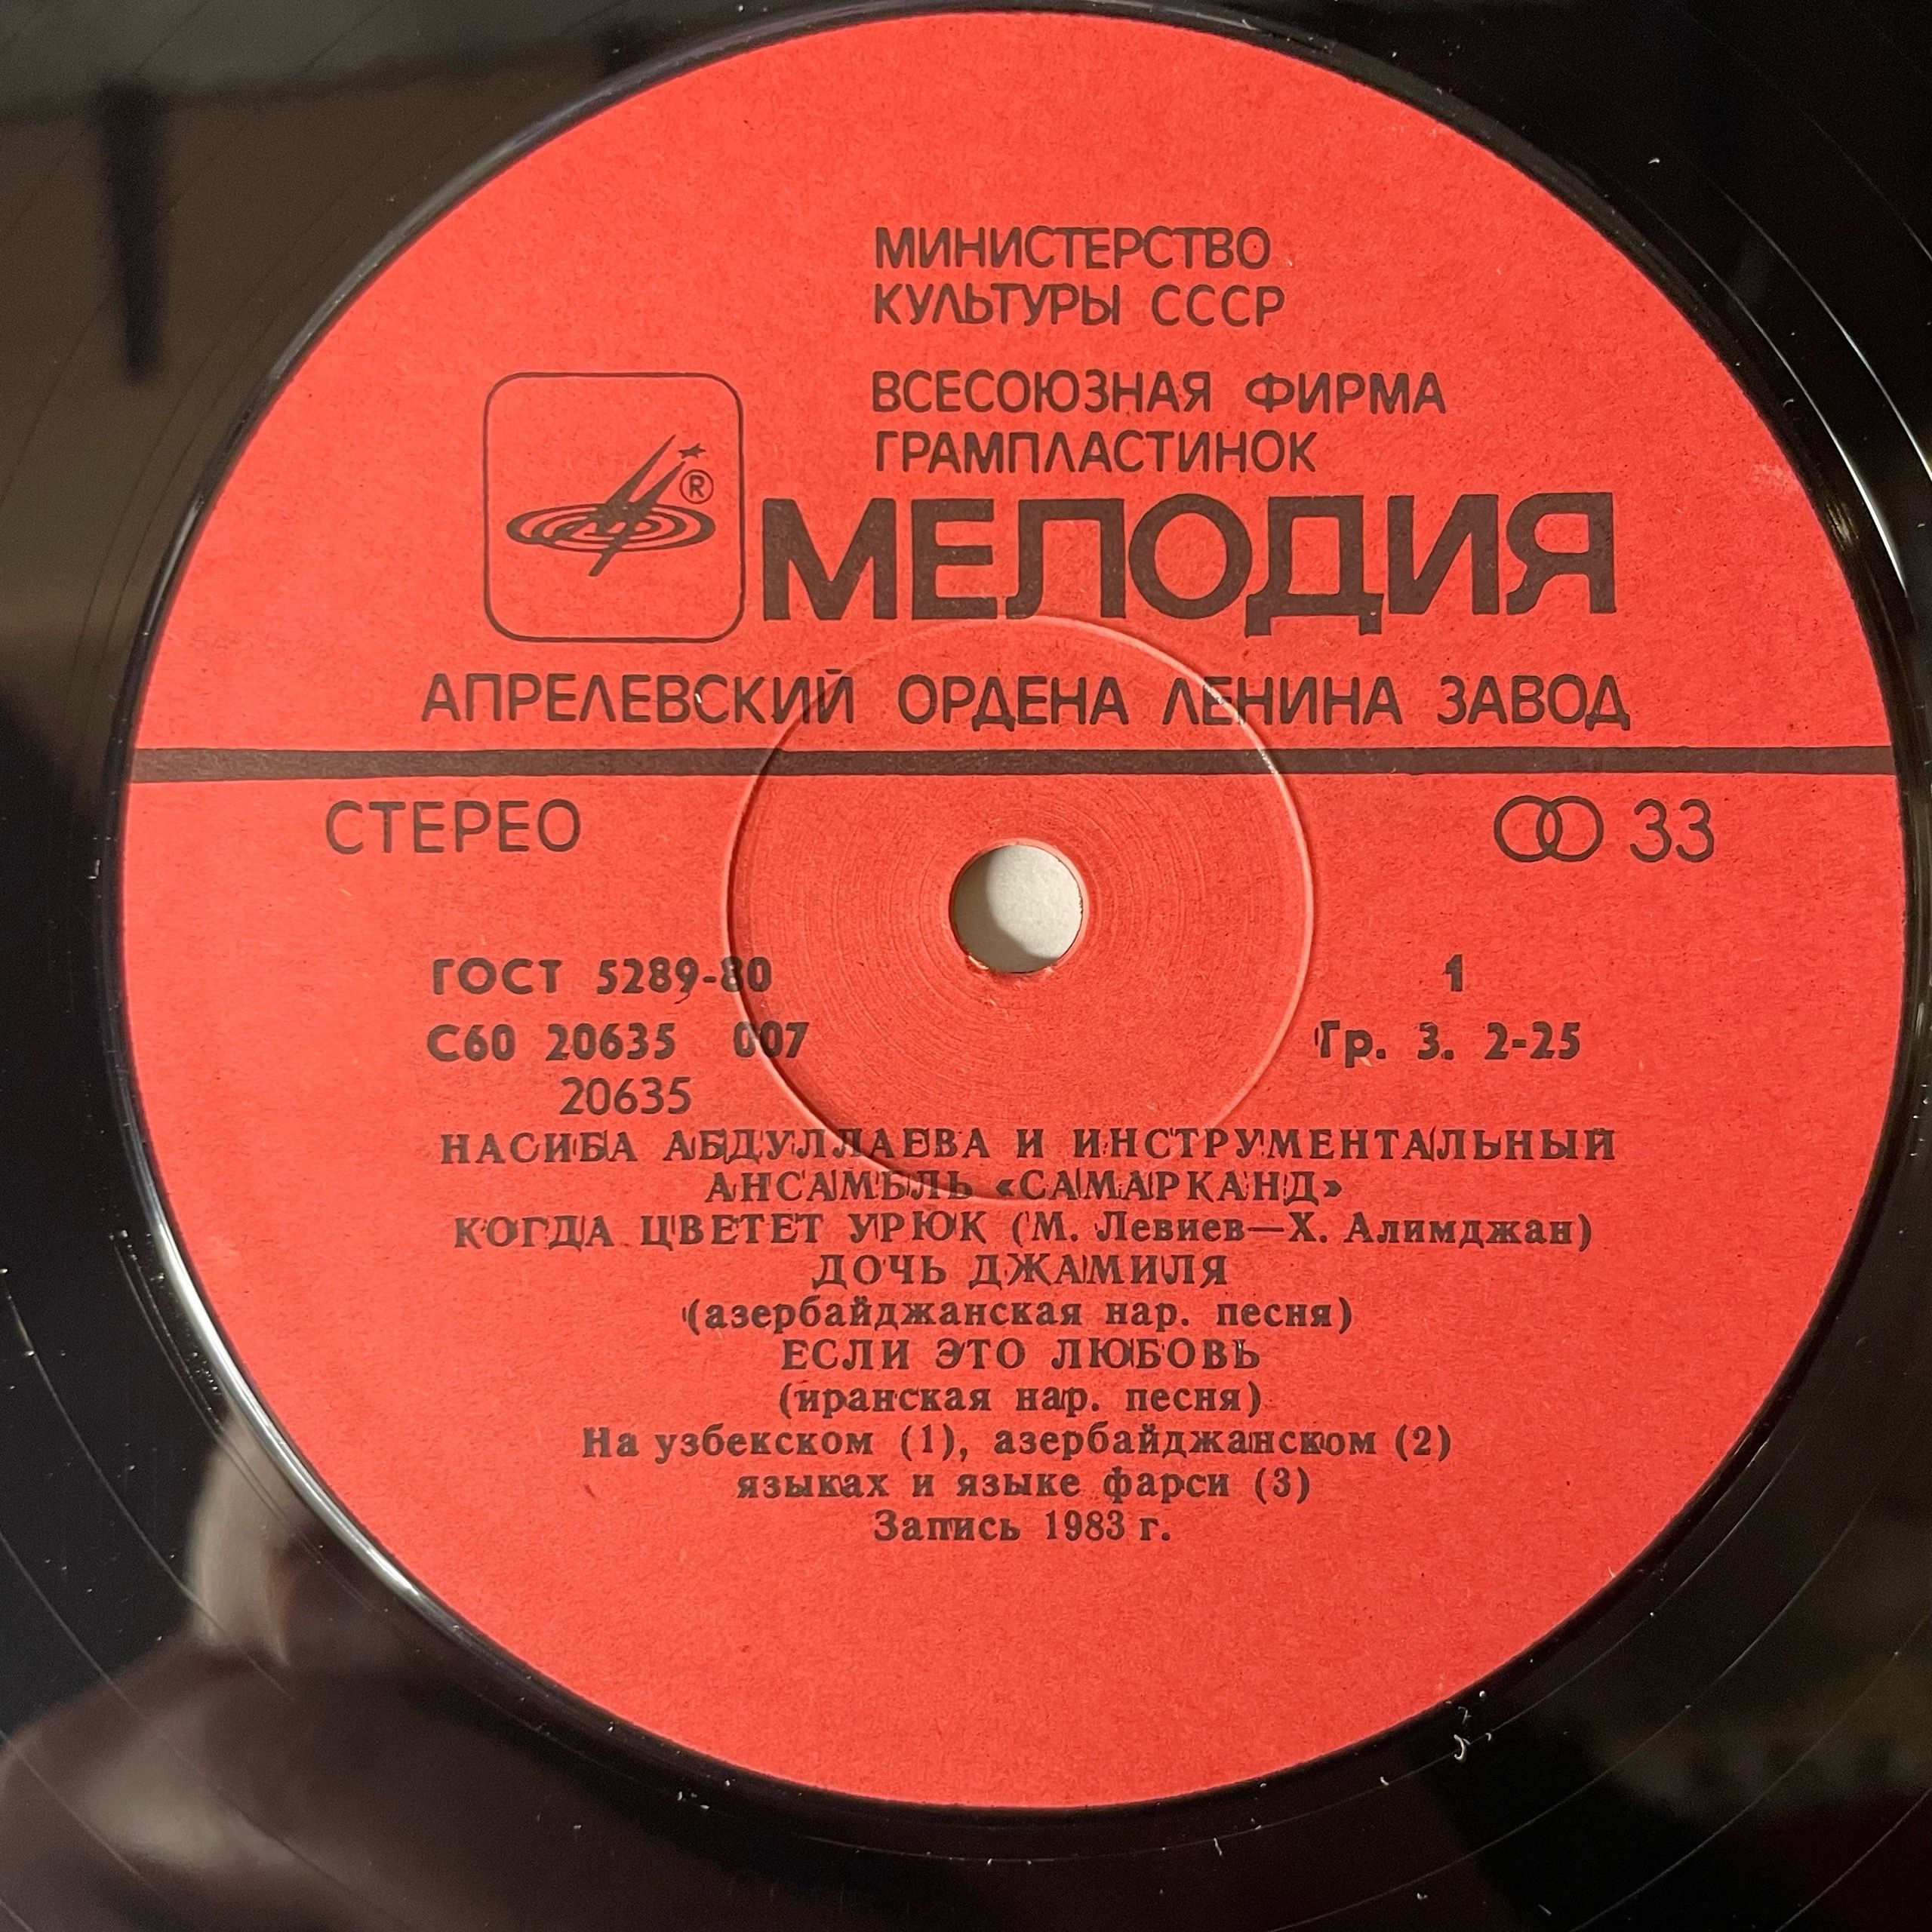 МИНИСТЕРСТВО
КУЛЬТУРЫ СССР
ВСЕСОЮЗНАЯ ФИРМА
ГРАМПЛАСТИНОК
®
МЕЛОДИЯ
АПРЕЛЕВСКИЙ ОРДЕНА ЛЕНИНА ЗАВОД
СТЕРЕО
33
ГОСТ 5289-80
1
С60 20635 007
Гр. 3. 2-25
20635
НАСИБА АБДУЛЛАЕВА И ИНСТРУМЕНТАЛЬНЫЙ
АНСАМБЛЬ «САМАРКАНД»
КОГДА ЦВЕТЕТ УРЮК (М. Левиев—Х. Алимджан)
ДОЧЬ ДЖАМИЛЯ
(азербайджанская нар. песня)
ЕСЛИ ЭТО ЛЮБОВЬ
(иранская нар. песня)
На узбекском (1), азербайджанском (2)
языках и языке фарси (3)
Запись 1983 г.